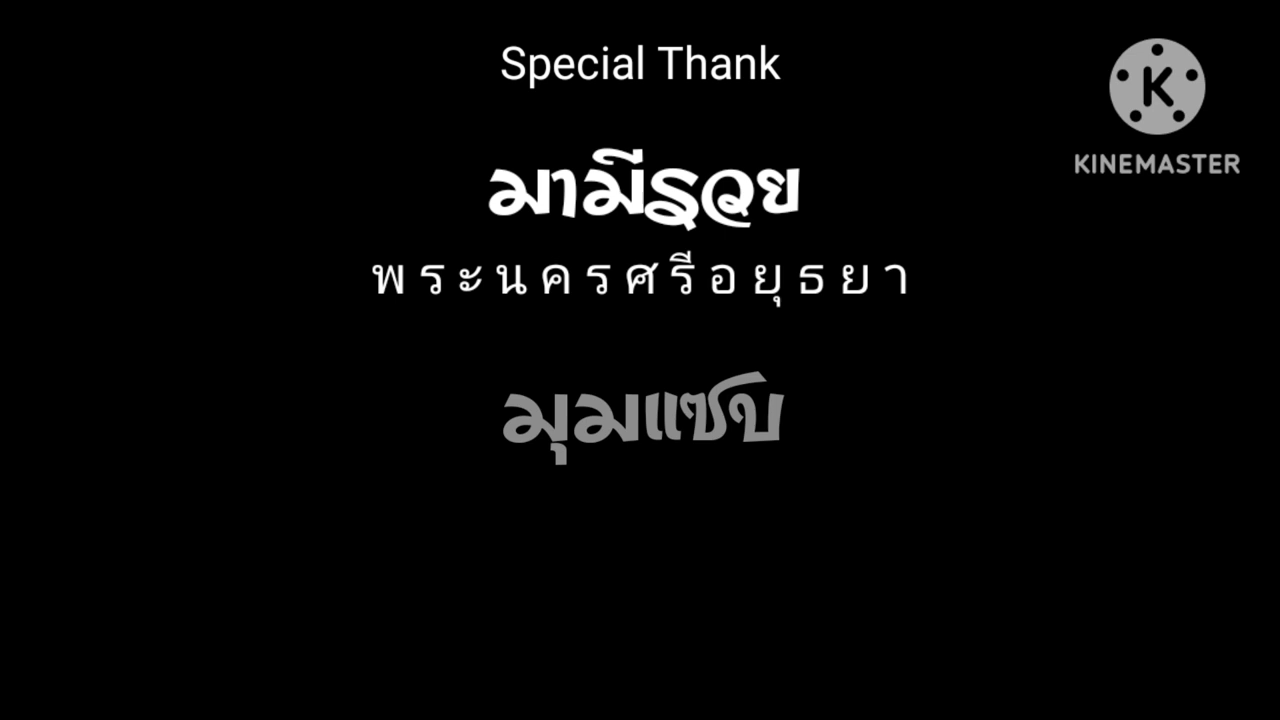 Special Thank
K
KINEMASTER
มามีรวย
พระนครศรีอยุธยา
มุมแซ่บ